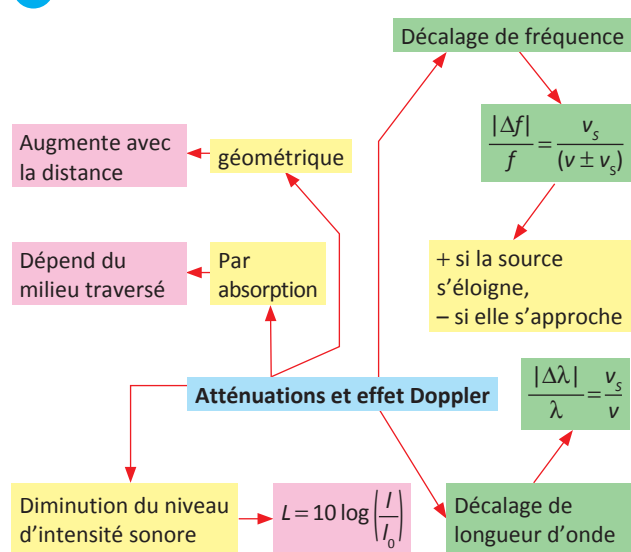 Décalage de fréquence
|Δf| / f = v_s / (v ± v_s)
Augmente avec
la distance
géométrique
Dépend du
milieu traversé
Par
absorption
+ si la source
s'éloigne,
– si elle s'approche
Atténuations et effet Doppler
|Δλ| / λ = v_s / v
Diminution du niveau
d'intensité sonore
L = 10 log(I / I_0)
Décalage de
longueur d'onde